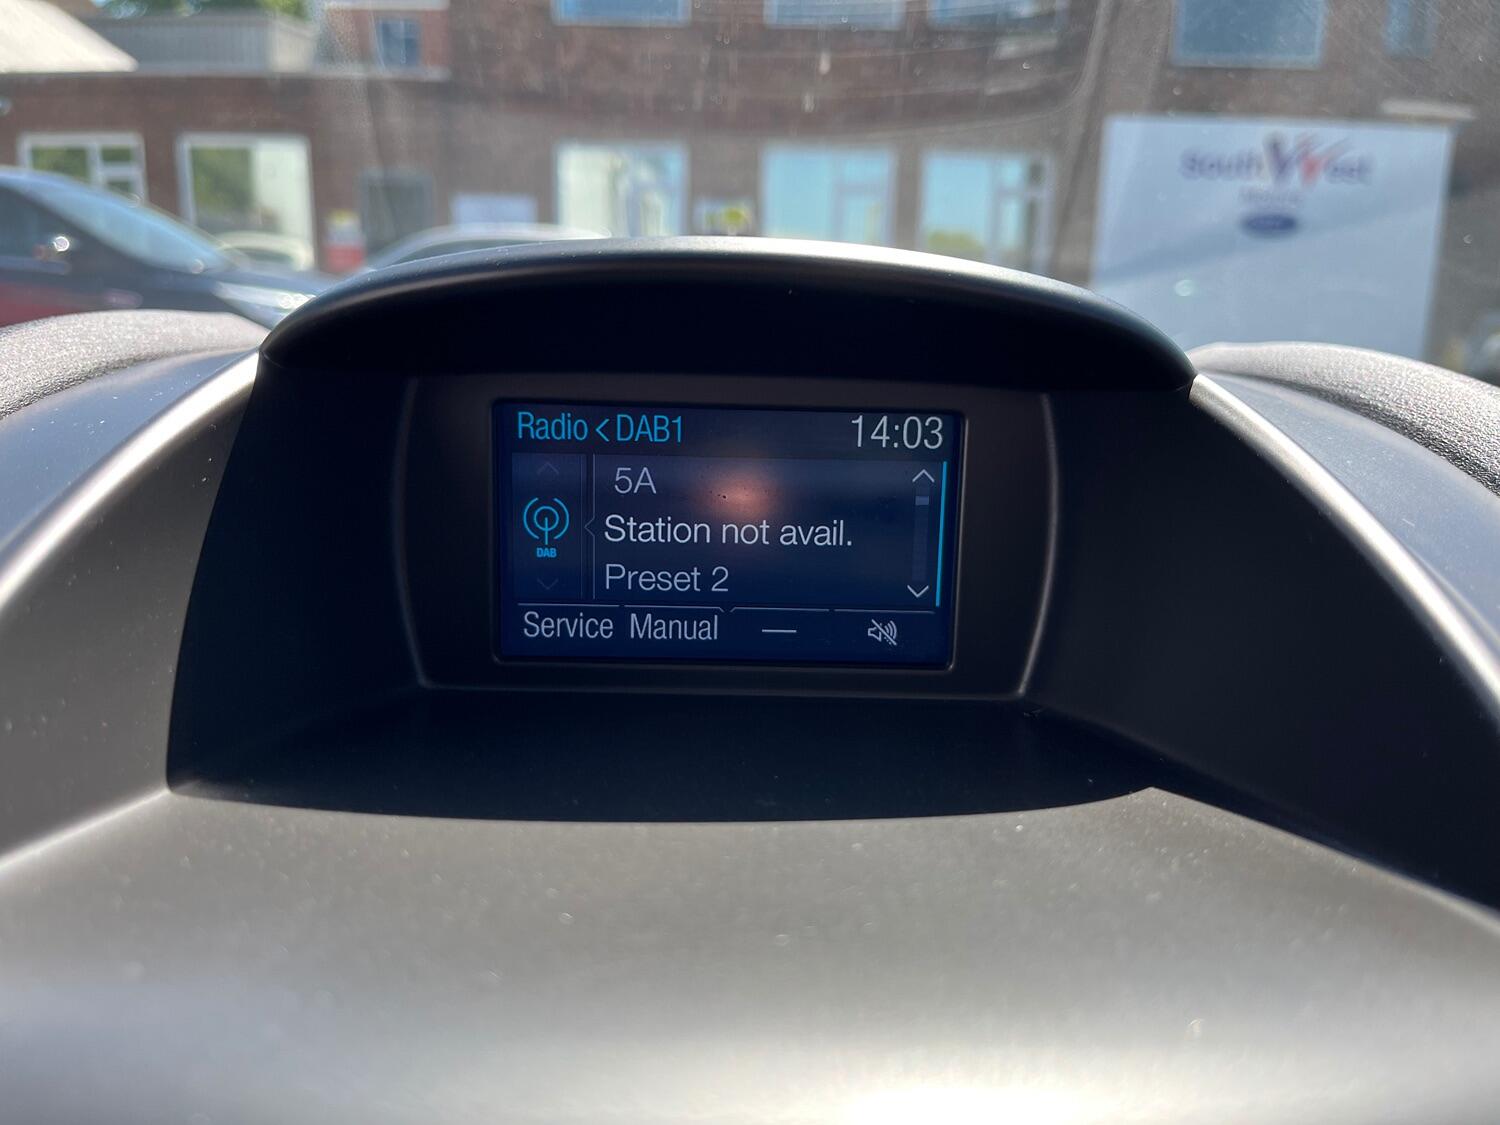 South West
Radio < DAB1
14:03
5A
DAB
Station not avail.
Preset 2
Service Manual —